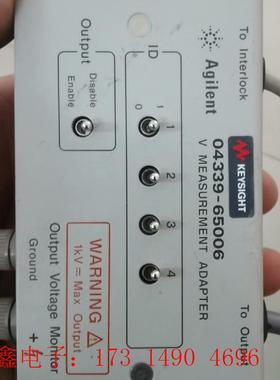 To Interlock
To Output
Agilent
KEYSIGHT
04339-65006
V MEASUREMENT ADAPTER
ID
0
1
1
2
3
4
Output
Disable
Enable
WARNING
1kV= Max Output
Output Voltage Monitor
Ground
+
鑫电子：173 1490 4696